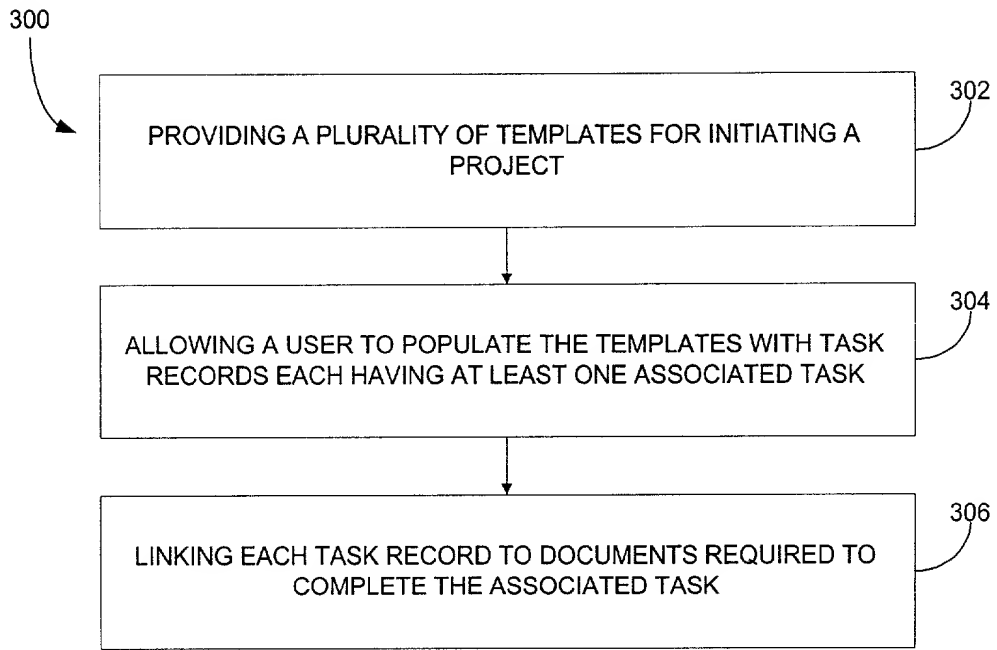 300
302
PROVIDING A PLURALITY OF TEMPLATES FOR INITIATING A
PROJECT
304
ALLOWING A USER TO POPULATE THE TEMPLATES WITH TASK
RECORDS EACH HAVING AT LEAST ONE ASSOCIATED TASK
306
LINKING EACH TASK RECORD TO DOCUMENTS REQUIRED TO
COMPLETE THE ASSOCIATED TASK